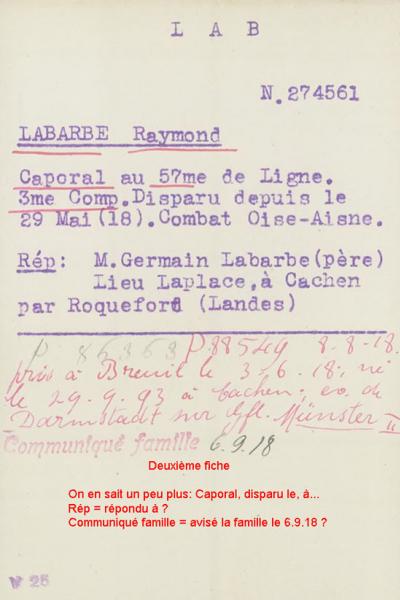 L A B
N. 274561
LABARBE Raymond
Caporal au 57me de Ligne.
3me Comp. Disparu depuis le
29 Mai (18). Combat Oise-Aisne.
Rép: M. Germain Labarbe (père)
Lieu Laplace, à Cachen
par Roquefort (Landes)
P. 86363 P 88549 8-8-18.
pris à Breuil le 3-6-18; né
le 29.9.93 à Cachen; ev. de
Darmstadt sur Gfl. Münster II
Communiqué famille 6.9.18
Deuxième fiche
On en sait un peu plus: Caporal, disparu le, à...
Rép = répondu à ?
Communiqué famille = avisé la famille le 6.9.18 ?
V 25